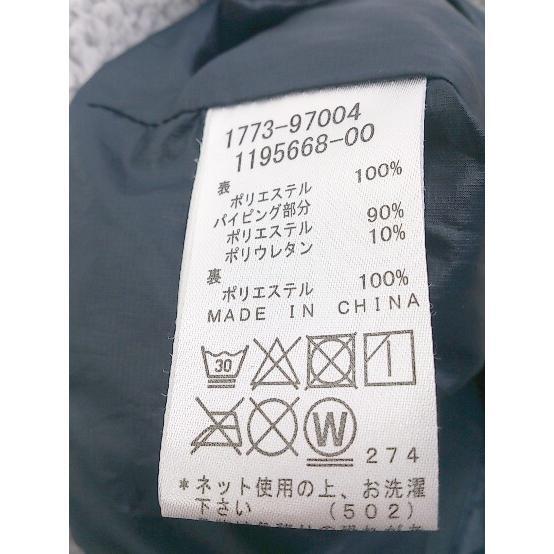 1773-97004
1195668-00
表
ポリエステル 100%
パイピング部分
ポリエステル 90%
ポリウレタン 10%
裏
ポリエステル 100%
MADE IN CHINA
30
W
274
*ネット使用の上、お洗濯
下さい (502)